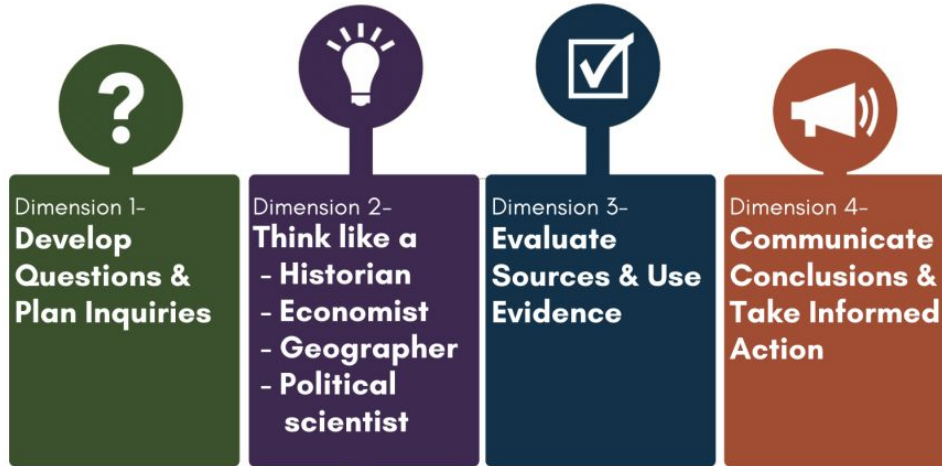 ?
Dimension 1-
Develop
Questions &
Plan Inquiries
Dimension 2-
Think like a
- Historian
- Economist
- Geographer
- Political
scientist
Dimension 3-
Evaluate
Sources & Use
Evidence
Dimension 4-
Communicate
Conclusions &
Take Informed
Action